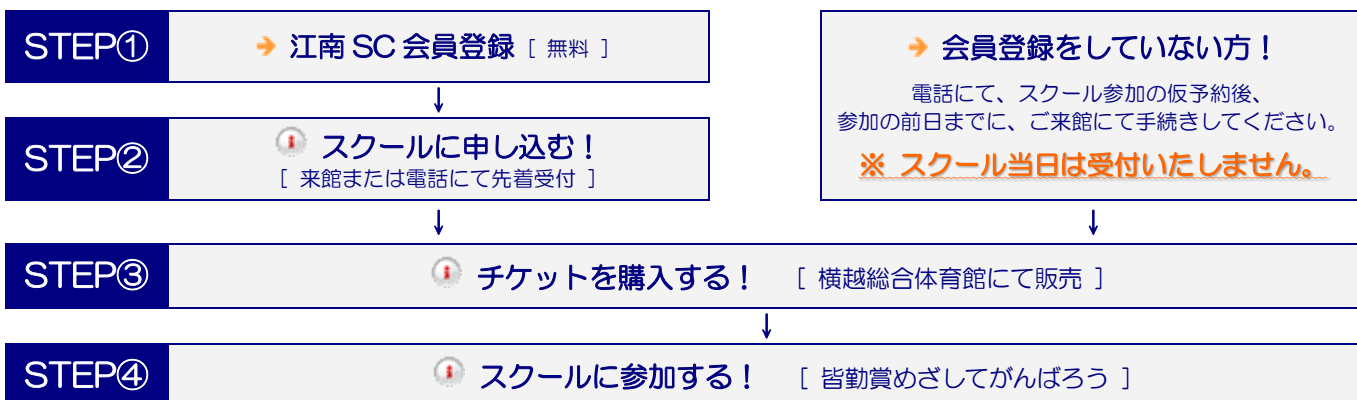 STEP① 江南 SC 会員登録 [ 無料 ]
STEP② スクールに申し込む！
[ 来館または電話にて先着受付 ]
会員登録をしていない方！
電話にて、スクール参加の仮予約後、
参加の前日までに、ご来館にて手続きしてください。
※ スクール当日は受付いたしません。
STEP③ チケットを購入する！ [ 横越総合体育館にて販売 ]
STEP④ スクールに参加する！ [ 皆勤賞めざしてがんばろう ]